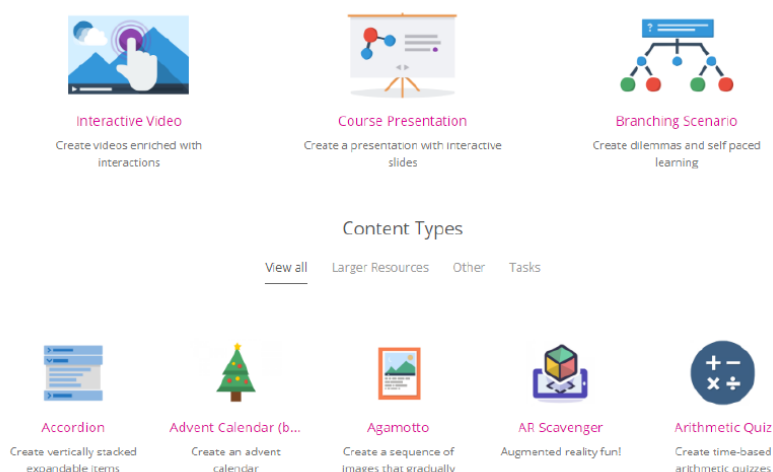 Interactive Video
Create videos enriched with
interactions
Course Presentation
Create a presentation with interactive
slides
Branching Scenario
Create dilemmas and self paced
learning
Content Types
View all
Larger Resources
Other
Tasks
Accordion
Create vertically stacked
expandable items
Advent Calendar (b...
Create an advent
calendar
Agamotto
Create a sequence of
images that gradually
AR Scavenger
Augmented reality fun!
Arithmetic Quiz
Create time-based
arithmetic quizzes